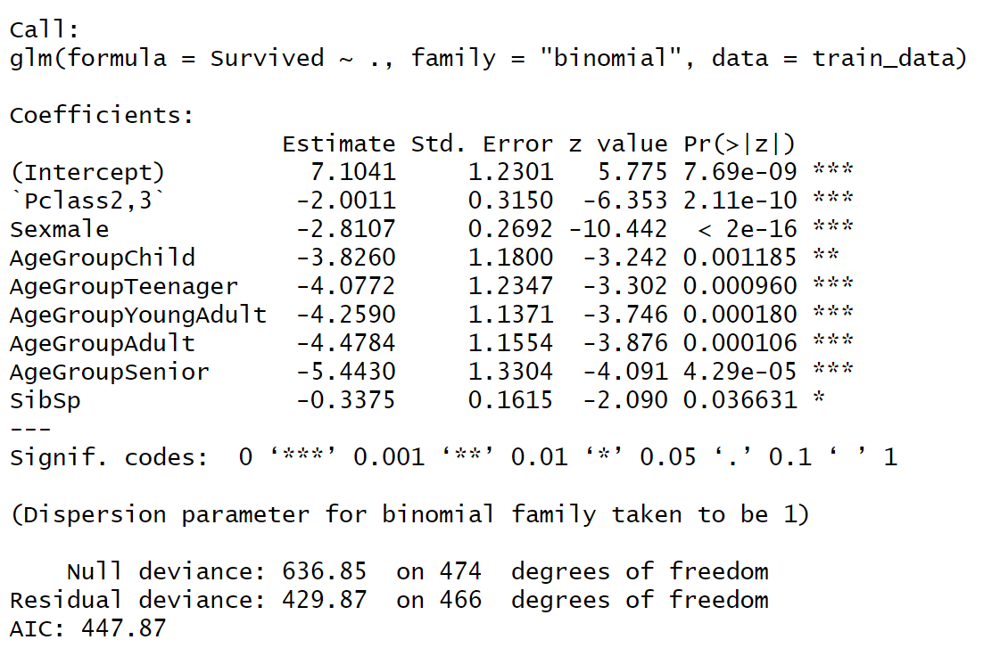 Call:
glm(formula = Survived ~ ., family = "binomial", data = train_data)
Coefficients:
Estimate Std. Error z value Pr(>|z|)
(Intercept) 7.1041 1.2301 5.775 7.69e-09 ***
`Pclass2,3` -2.0011 0.3150 -6.353 2.11e-10 ***
Sexmale -2.8107 0.2692 -10.442 < 2e-16 ***
AgeGroupChild -3.8260 1.1800 -3.242 0.001185 **
AgeGroupTeenager -4.0772 1.2347 -3.302 0.000960 ***
AgeGroupYoungAdult -4.2590 1.1371 -3.746 0.000180 ***
AgeGroupAdult -4.4784 1.1554 -3.876 0.000106 ***
AgeGroupSenior -5.4430 1.3304 -4.091 4.29e-05 ***
SibSp -0.3375 0.1615 -2.090 0.036631 *
---
Signif. codes: 0 ‘***’ 0.001 ‘**’ 0.01 ‘*’ 0.05 ‘.’ 0.1 ‘ ’ 1
(Dispersion parameter for binomial family taken to be 1)
Null deviance: 636.85 on 474 degrees of freedom
Residual deviance: 429.87 on 466 degrees of freedom
AIC: 447.87